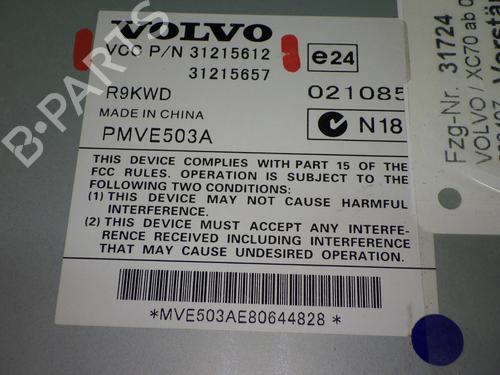 VOLVO
VCC P/N 31215612
31215657
e24
R9KWD
021085
MADE IN CHINA
PMVE503A
N18
THIS DEVICE COMPLIES WITH PART 15 OF THE
FCC RULES. OPERATION IS SUBJECT TO THE
FOLLOWING TWO CONDITIONS:
(1) THIS DEVICE MAY NOT CAUSE HARMFUL
INTERFERENCE.
(2) THIS DEVICE MUST ACCEPT ANY INTERFE-
RENCE RECEIVED INCLUDING INTERFERENCE
THAT MAY CAUSE UNDESIRED OPERATION.
*MVE503AE80644828*
Fzg-Nr. 31724
VOLVO / XC70 ab 0
B-PARTS